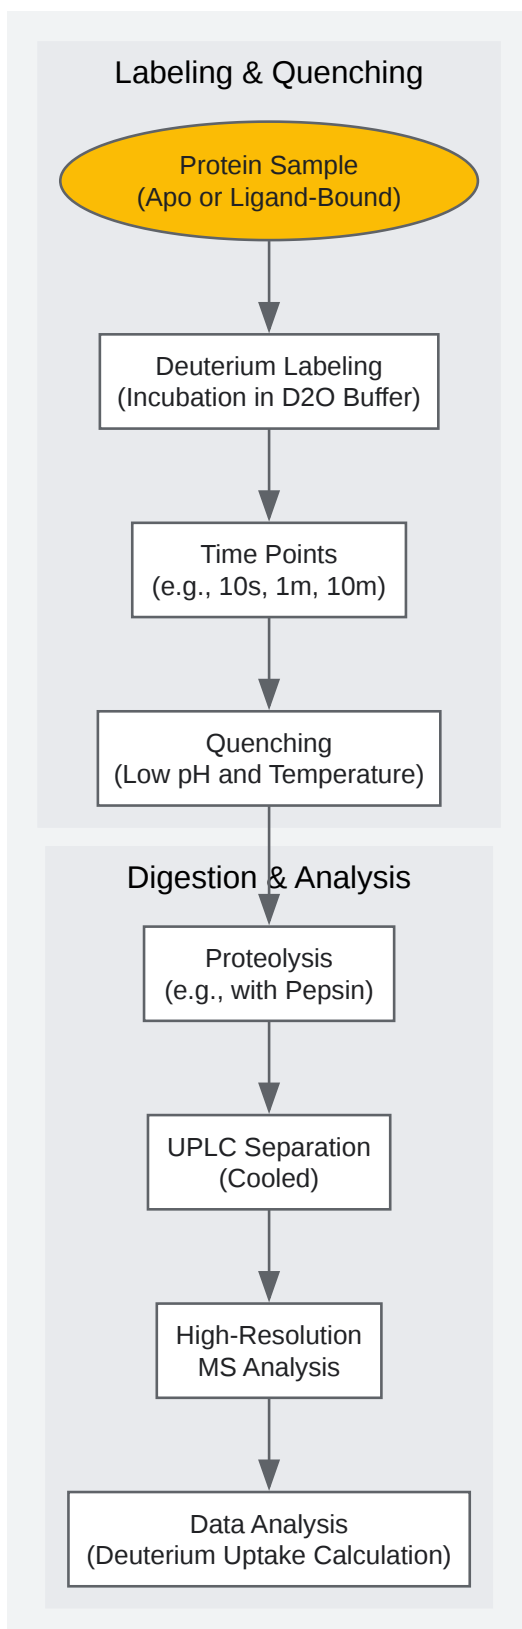 Labeling & Quenching
Protein Sample
(Apo or Ligand-Bound)
Deuterium Labeling
(Incubation in D2O Buffer)
Time Points
(e.g., 10s, 1m, 10m)
Quenching
(Low pH and Temperature)
Digestion & Analysis
Proteolysis
(e.g., with Pepsin)
UPLC Separation
(Cooled)
High-Resolution
MS Analysis
Data Analysis
(Deuterium Uptake Calculation)